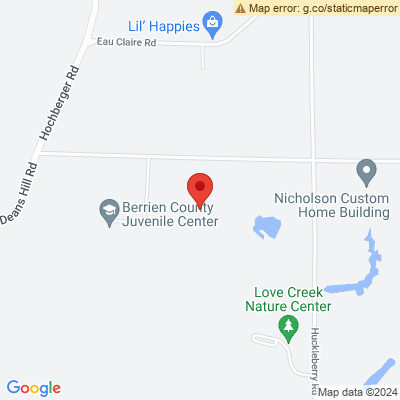 Map error: g.co/staticmaperror
Lil' Happies
Eau Claire Rd
Hochberger Rd
Deans Hill Rd
Nicholson Custom
Home Building
Berrien County
Juvenile Center
Love Creek
Nature Center
Huckleberry Rd
Google
Map data ©2024